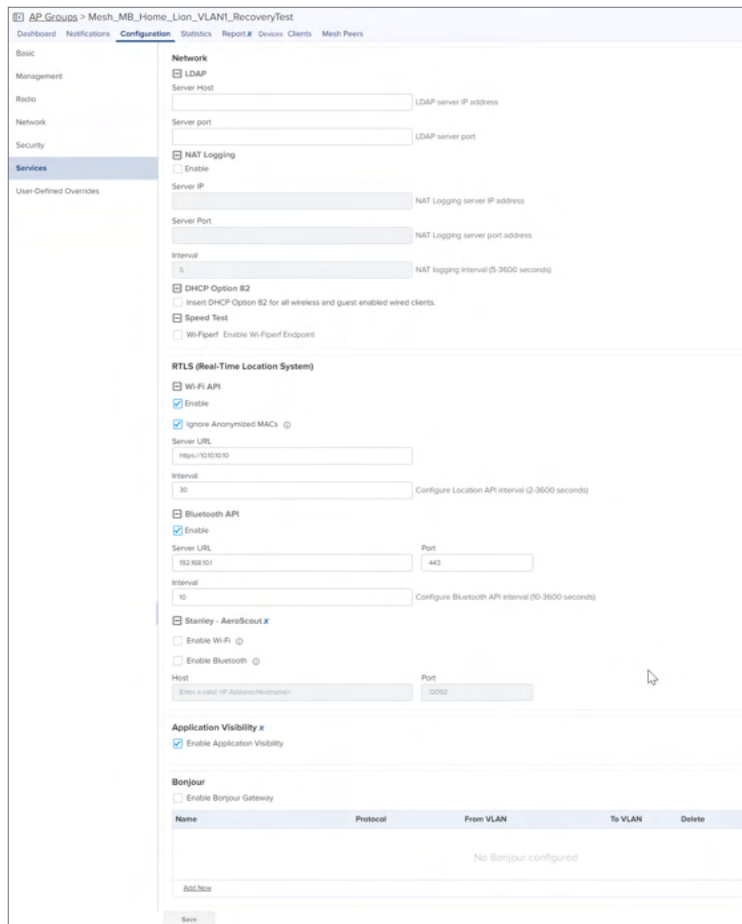 AP Groups > Mesh_MB_Home_Lion_VLAN1_RecoveryTest
Dashboard Notifications Configuration Statistics Report X Devices Clients Mesh Peers
Basic
Management
Radio
Network
Security
Services
User-Defined Overrides
Network
LDAP
Server Host
LDAP server IP address
Server port
LDAP server port
NAT Logging
Enable
Server IP
NAT Logging server IP address
Server Port
NAT Logging server port address
Interval
5 NAT logging interval (5-3600 seconds)
DHCP Option 82
Insert DHCP Option 82 for all wireless and guest enabled wired clients.
Speed Test
Wi-Fiperf Enable Wi-Fiperf Endpoint
RTLS (Real-Time Location System)
Wi-Fi API
Enable
Ignore Anonymized MACs
Server URL
https://10.10.10.10
Interval
30 Configure Location API interval (2-3600 seconds)
Bluetooth API
Enable
Server URL Port
192.168.10.1 443
Interval
10 Configure Bluetooth API interval (10-3600 seconds)
Stanley - AeroScout X
Enable Wi-Fi
Enable Bluetooth
Host Port
Enter a valid <IP Address/Hostname> 12092
Application Visibility X
Enable Application Visibility
Bonjour
Enable Bonjour Gateway
Name Protocol From VLAN To VLAN Delete
No Bonjour configured
Add New
Save